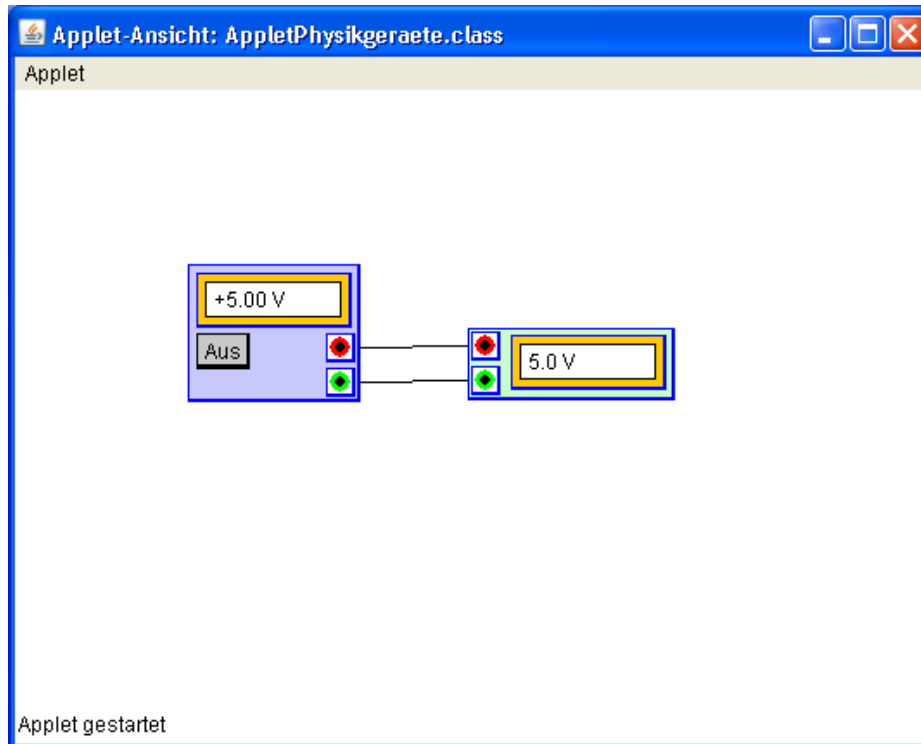 Applet-Ansicht: AppletPhysikgeraete.class
Applet
+5.00 V
Aus
5.0 V
Applet gestartet